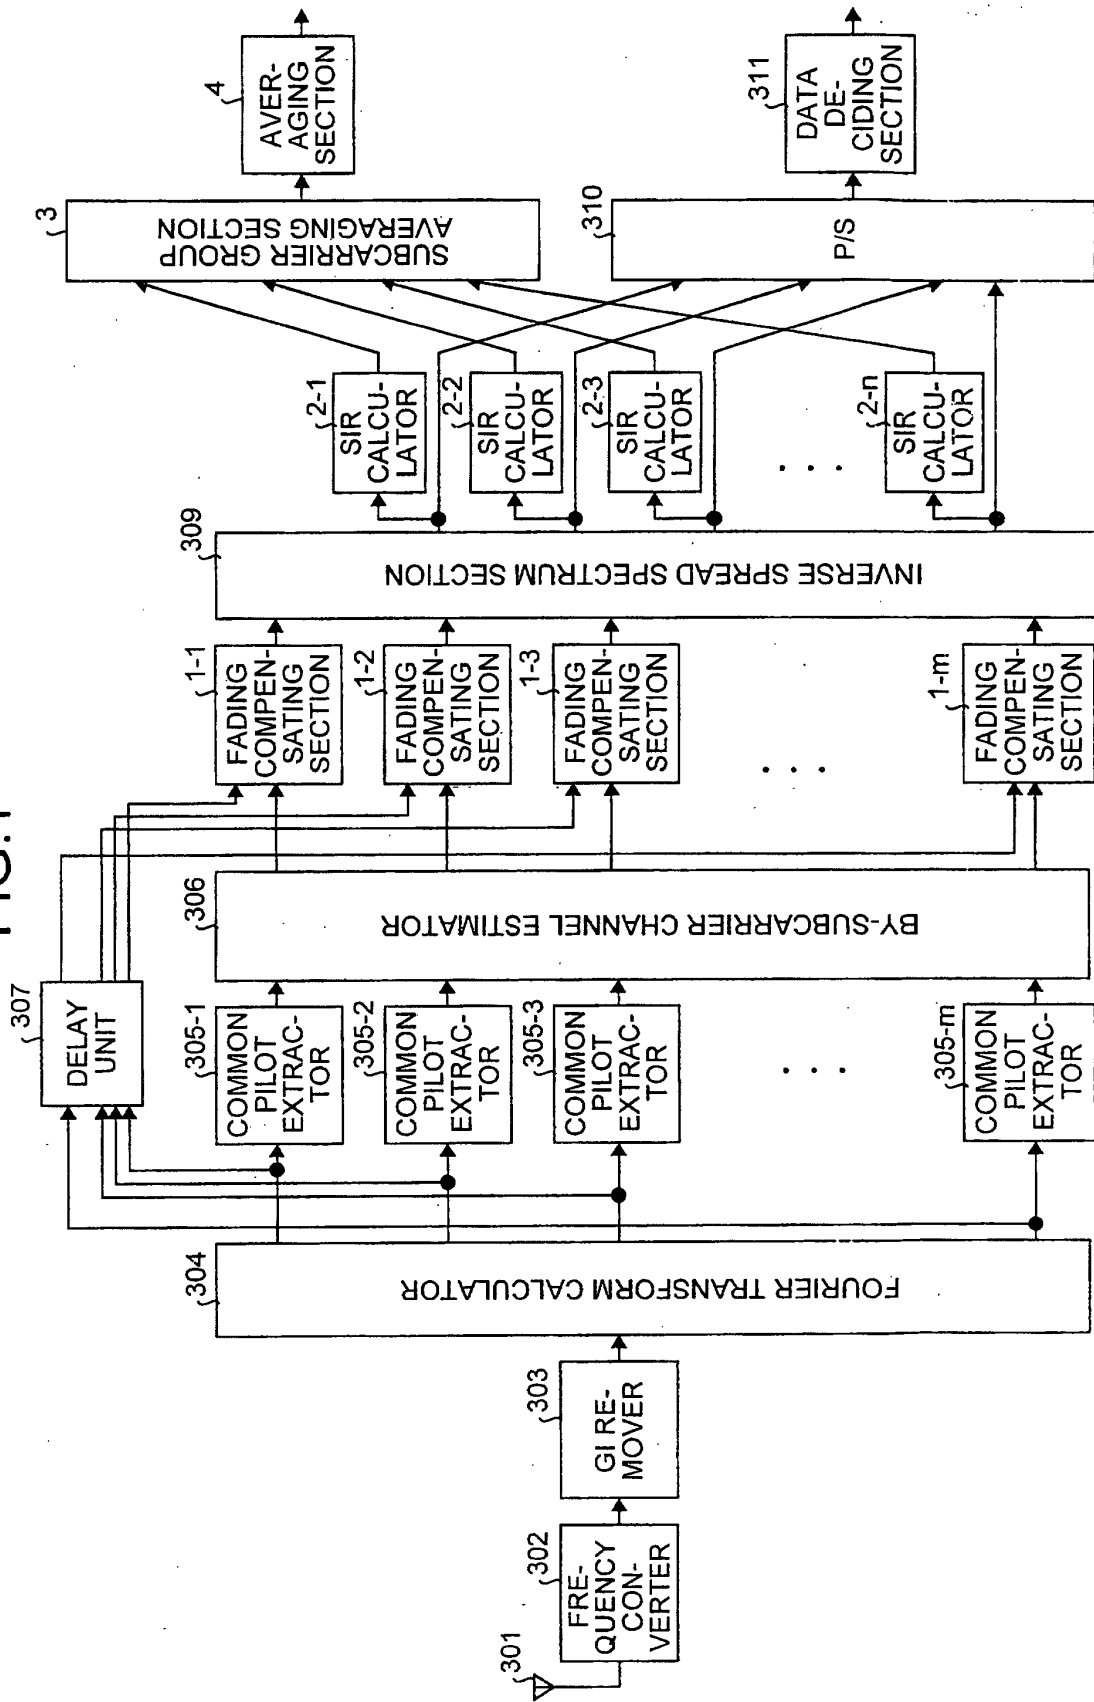 FIG.1
301
302
FRE-
QUENCY
CON-
VERTER
303
GI RE-
MOVER
304
FOURIER TRANSFORM CALCULATOR
307
DELAY
UNIT
305-1
COMMON
PILOT
EXTRAC-
TOR
305-2
COMMON
PILOT
EXTRAC-
TOR
305-3
COMMON
PILOT
EXTRAC-
TOR
. . .
305-m
COMMON
PILOT
EXTRAC-
TOR
306
BY-SUBCARRIER CHANNEL ESTIMATOR
1-1
FADING
COMPEN-
SATING
SECTION
1-2
FADING
COMPEN-
SATING
SECTION
1-3
FADING
COMPEN-
SATING
SECTION
. . .
1-m
FADING
COMPEN-
SATING
SECTION
309
INVERSE SPREAD SPECTRUM SECTION
2-1
SIR
CALCU-
LATOR
2-2
SIR
CALCU-
LATOR
2-3
SIR
CALCU-
LATOR
. . .
2-n
SIR
CALCU-
LATOR
3
SUBCARRIER GROUP
AVERAGING SECTION
4
AVER-
AGING
SECTION
310
P/S
311
DATA
DE-
CIDING
SECTION